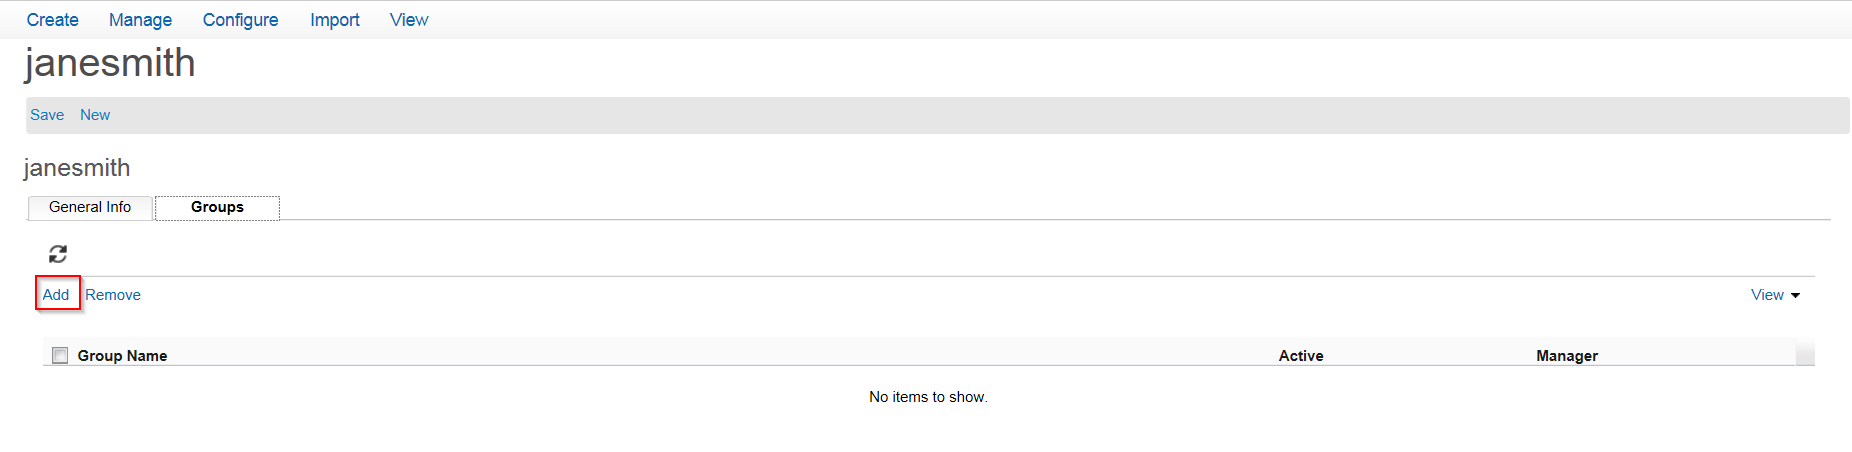 Create Manage Configure Import View
janesmith
Save New
janesmith
General Info Groups
Add Remove View
Group Name Active Manager
No items to show.